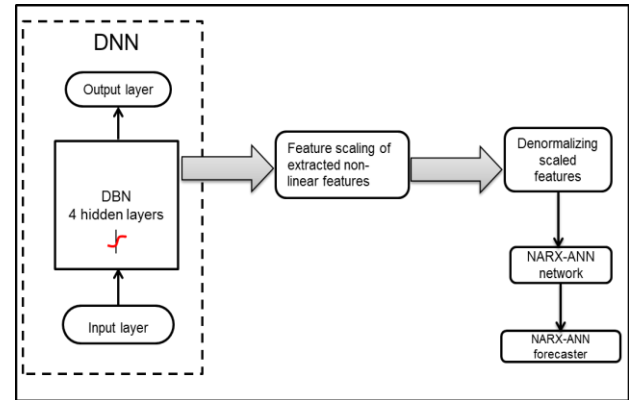 DNN
Output layer
DBN
4 hidden layers
Input layer
Feature scaling of
extracted non-
linear features
Denormalizing
scaled
features
NARX-ANN
network
NARX-ANN
forecaster